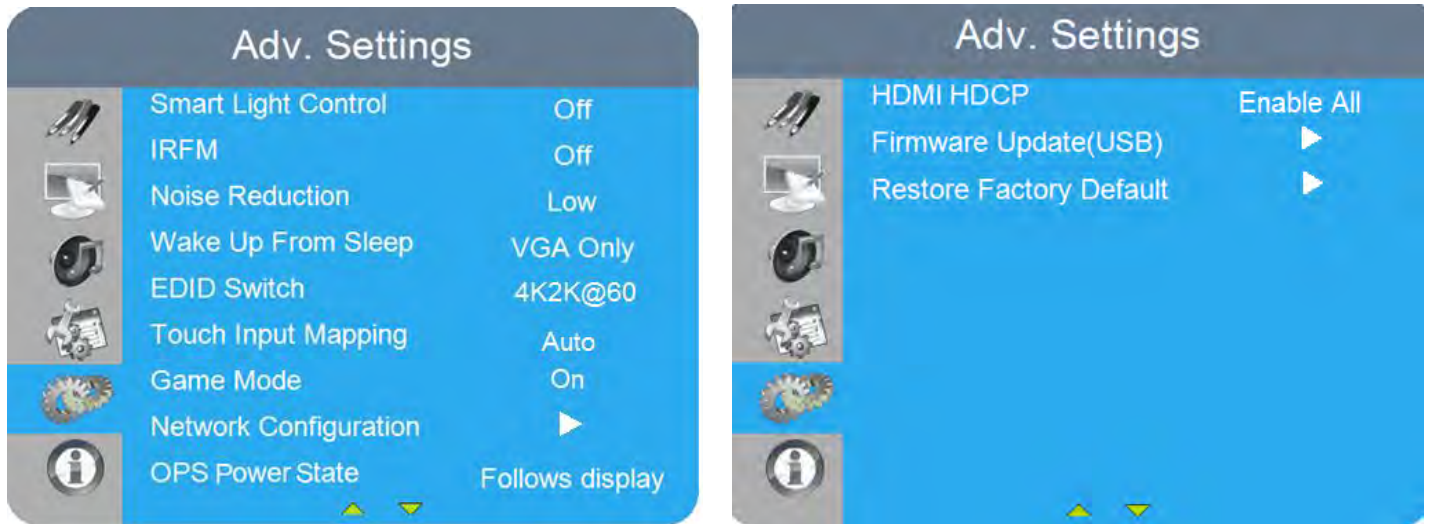 Adv. Settings
Smart Light Control Off
IRFM Off
Noise Reduction Low
Wake Up From Sleep VGA Only
EDID Switch 4K2K@60
Touch Input Mapping Auto
Game Mode On
Network Configuration
OPS Power State Follows display
Adv. Settings
HDMI HDCP Enable All
Firmware Update(USB)
Restore Factory Default